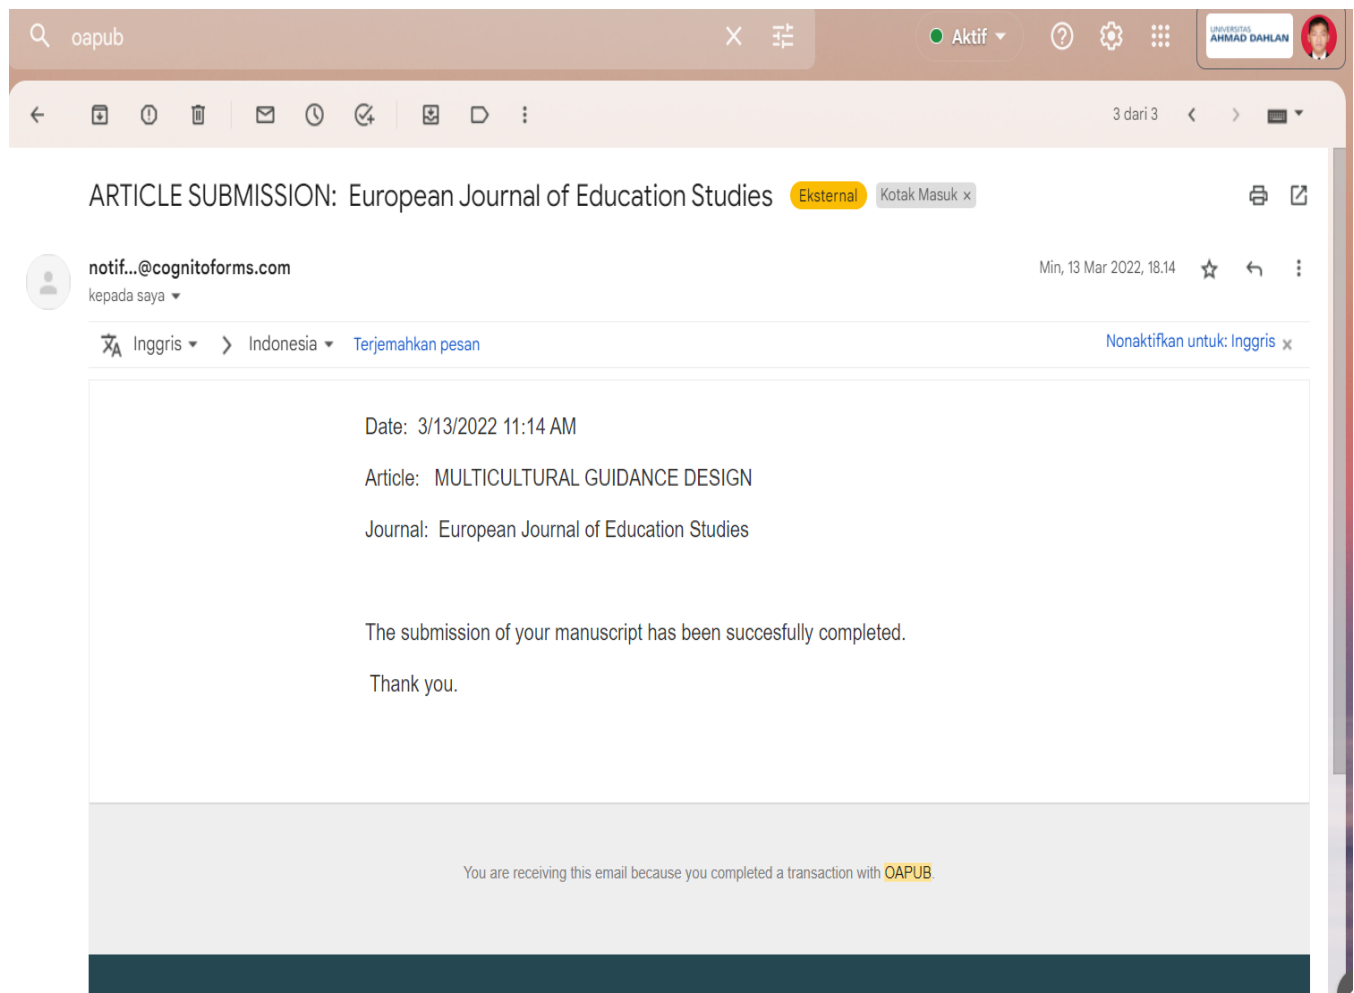 oapub
Aktif
UNIVERSITAS
AHMAD DAHLAN
3 dari 3
ARTICLE SUBMISSION: European Journal of Education Studies Eksternal Kotak Masuk ×
notif...@cognitoforms.com
Min, 13 Mar 2022, 18.14
kepada saya
Inggris > Indonesia Terjemahkan pesan
Nonaktifkan untuk: Inggris ×
Date: 3/13/2022 11:14 AM
Article: MULTICULTURAL GUIDANCE DESIGN
Journal: European Journal of Education Studies
The submission of your manuscript has been succesfully completed.
Thank you.
You are receiving this email because you completed a transaction with OAPUB.